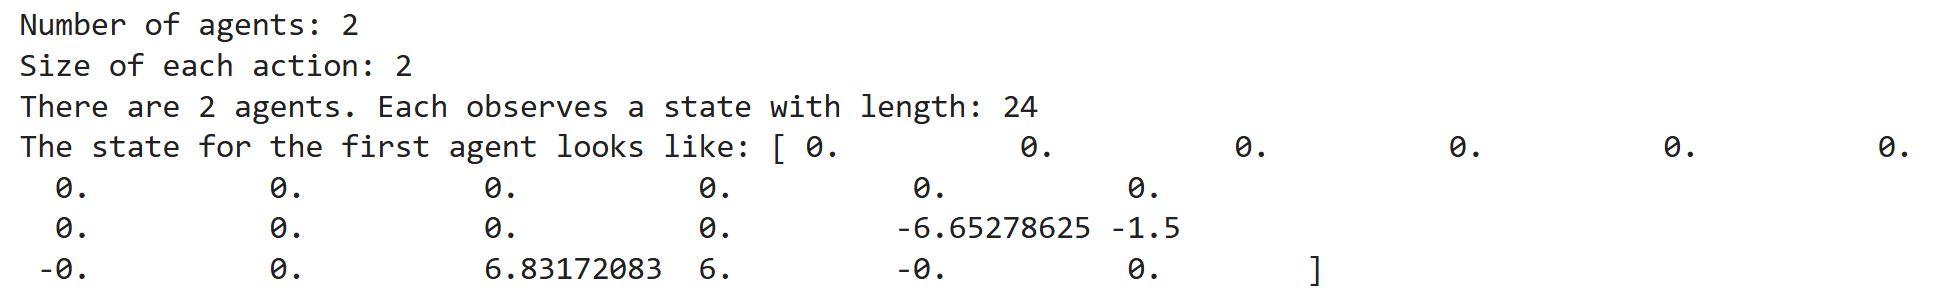 Number of agents: 2
Size of each action: 2
There are 2 agents. Each observes a state with length: 24
The state for the first agent looks like: [ 0.          0.          0.          0.          0.          0.
  0.          0.          0.          0.          0.          0.
  0.          0.          0.          0.         -6.65278625 -1.5
 -0.          0.          6.83172083  6.         -0.          0.        ]